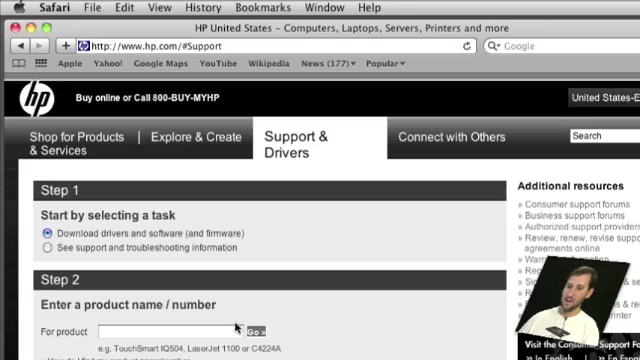 Safari File Edit View History Bookmarks Window Help
HP United States – Computers, Laptops, Servers, Printers and more
http://www.hp.com/#Support
Google
Apple Yahoo! Google Maps YouTube Wikipedia News (177) Popular
hp
Buy online or Call 800-BUY-MYHP
United States-E
Shop for Products & Services
Explore & Create
Support & Drivers
Connect with Others
Search
Step 1
Start by selecting a task
Download drivers and software (and firmware)
See support and troubleshooting information
Step 2
Enter a product name / number
For product
Go »
e.g. TouchSmart IQ504, LaserJet 1100 or C4224A
Additional resources
» Consumer support forums
» Business support forums
» Authorized support providers
» Review, renew, revise supp
agreements online
» Reg
Visit the Consumer Support Fo
» In English